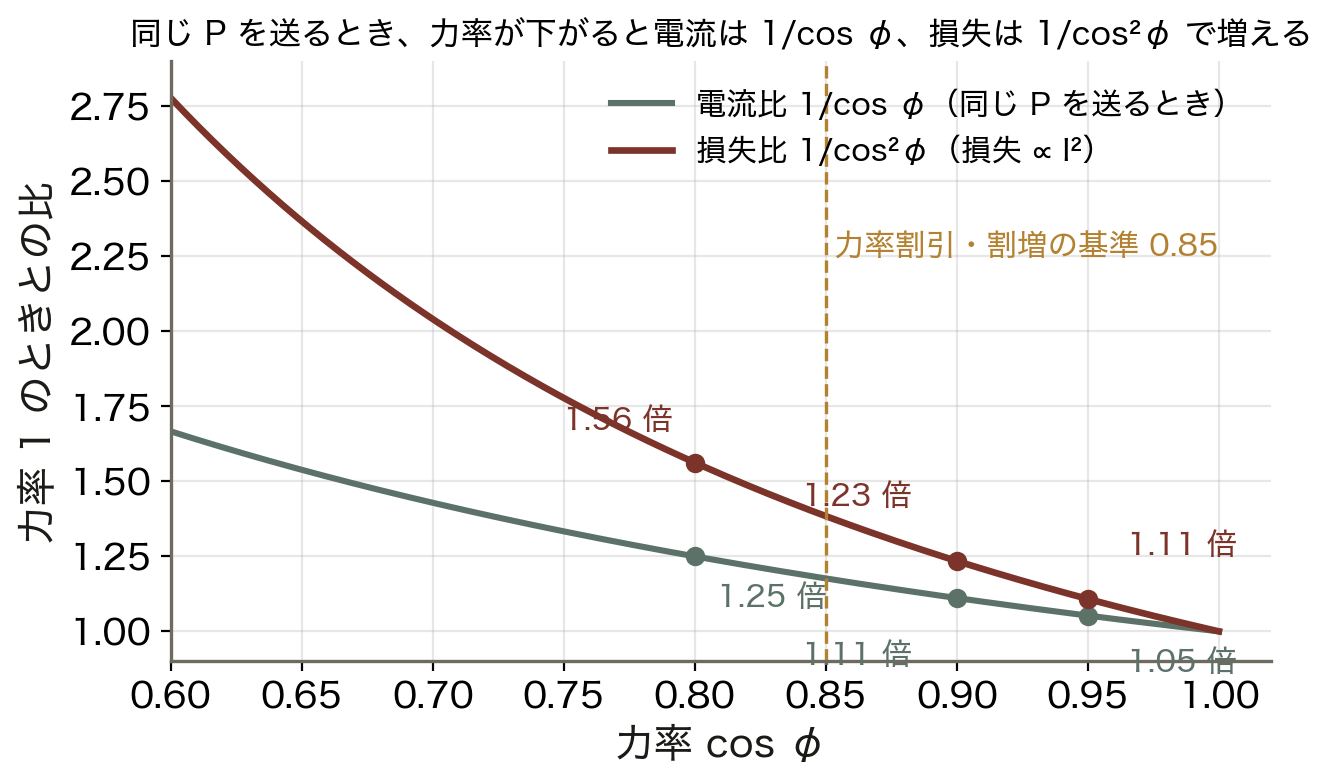 同じ P を送るとき、力率が下がると電流は 1/cos φ、損失は 1/cos²φ で増える
電流比 1/cos φ（同じ P を送るとき）
損失比 1/cos²φ（損失 ∝ I²）
力率割引・割増の基準 0.85
力率 1 のときとの比
2.75
2.50
2.25
2.00
1.75
1.50
1.25
1.00
1.56 倍
1.23 倍
1.11 倍
1.25 倍
1.11 倍
1.05 倍
0.60 0.65 0.70 0.75 0.80 0.85 0.90 0.95 1.00
力率 cos φ